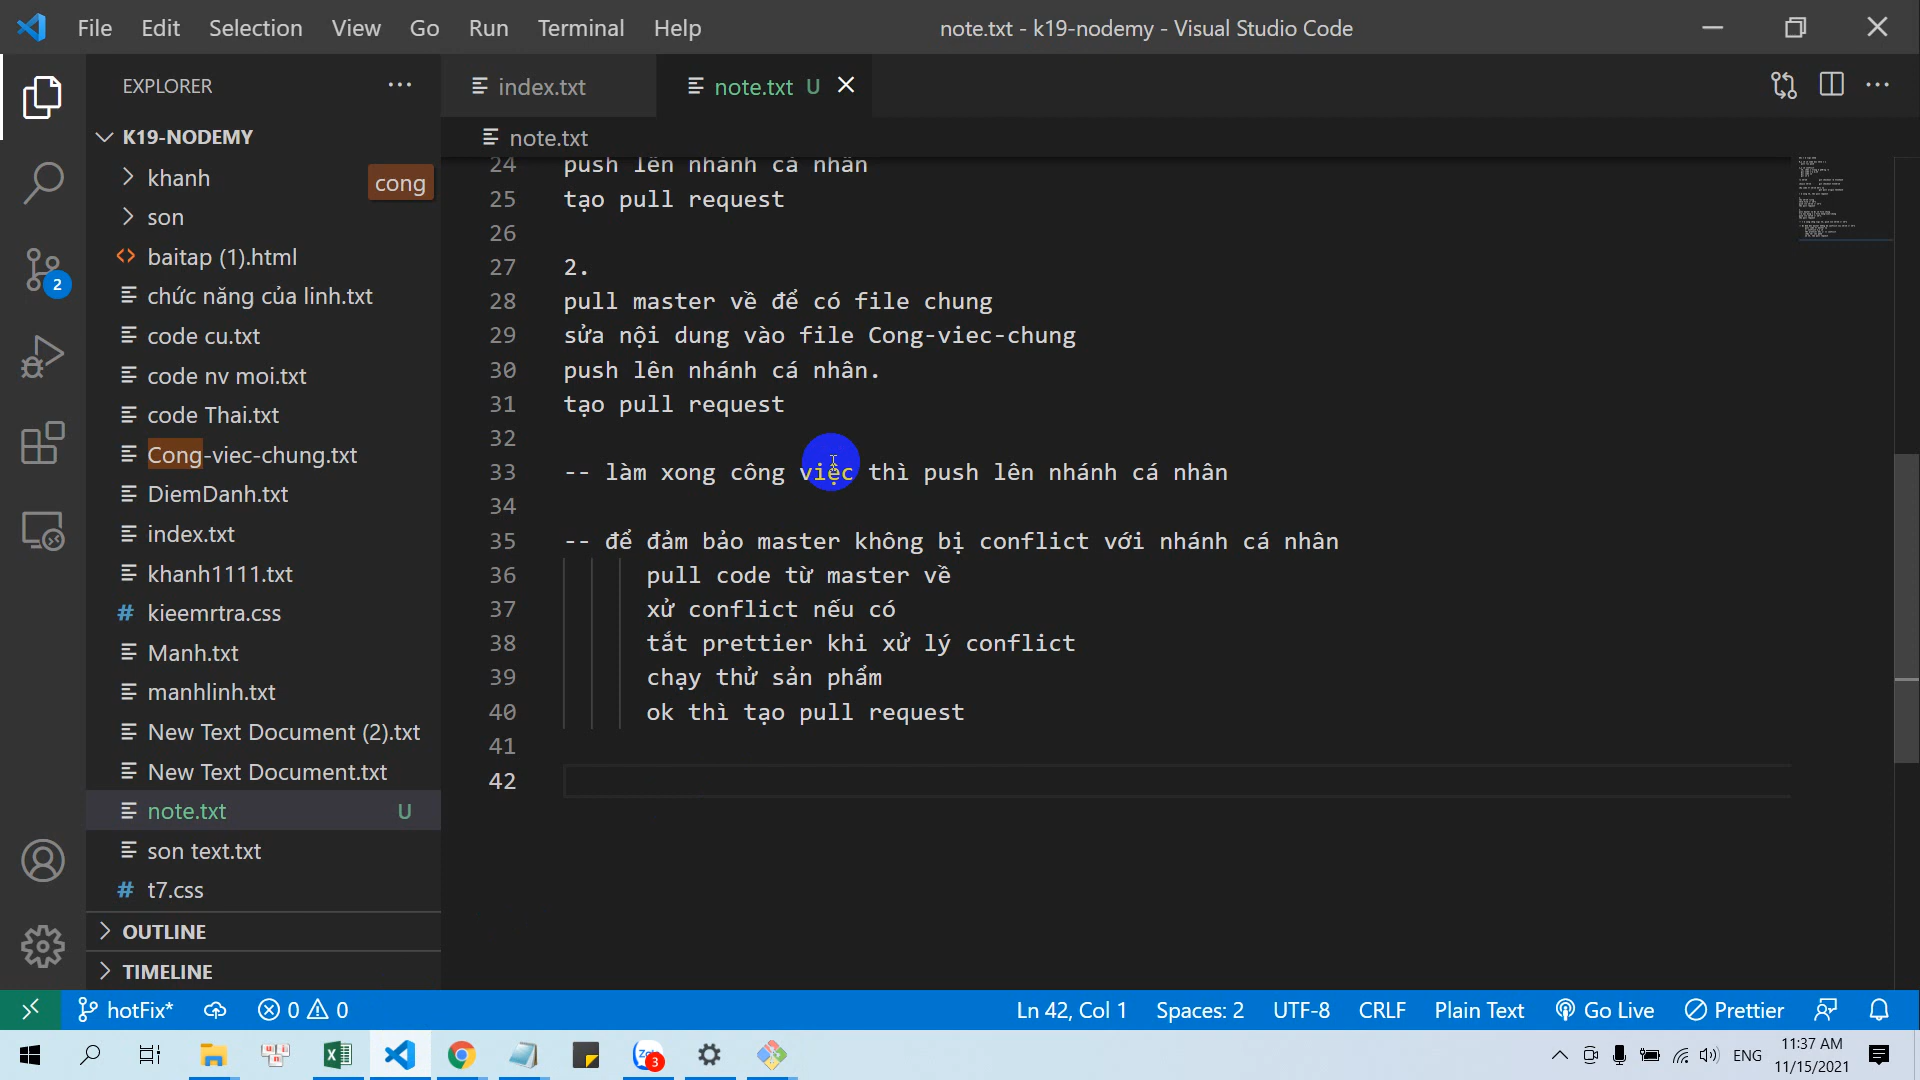 File Edit Selection View Go Run Terminal Help
note.txt - k19-nodemy - Visual Studio Code
EXPLORER
index.txt
note.txt U
K19-NODEMY
note.txt
khanh
cong
son
baitap (1).html
chức năng của linh.txt
code cu.txt
code nv moi.txt
code Thai.txt
Cong-viec-chung.txt
DiemDanh.txt
index.txt
khanh1111.txt
kieemrtra.css
Manh.txt
manhlinh.txt
New Text Document (2).txt
New Text Document.txt
note.txt U
son text.txt
t7.css
OUTLINE
TIMELINE
2
24 push lên nhánh cá nhân
25 tạo pull request
26
27 2.
28 pull master về để có file chung
29 sửa nội dung vào file Cong-viec-chung
30 push lên nhánh cá nhân.
31 tạo pull request
32
33 -- làm xong công việc thì push lên nhánh cá nhân
34
35 -- để đảm bảo master không bị conflict với nhánh cá nhân
36 pull code từ master về
37 xử conflict nếu có
38 tắt prettier khi xử lý conflict
39 chạy thử sản phẩm
40 ok thì tạo pull request
41
42
hotFix* 0 0
Ln 42, Col 1 Spaces: 2 UTF-8 CRLF Plain Text Go Live Prettier
3
ENG
11:37 AM
11/15/2021